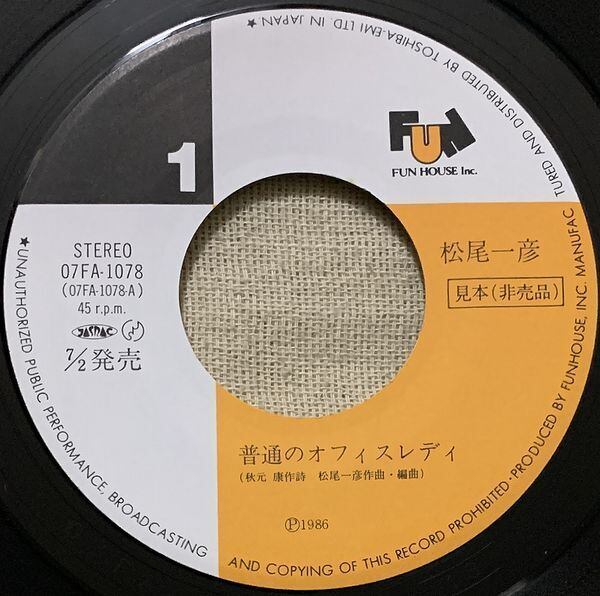 1
FUN
FUN HOUSE Inc.
STEREO
07FA-1078
(07FA-1078-A)
45 r.p.m.
JASRAC
7/2発売
松尾一彦
見本(非売品)
普通のオフィスレディ
(秋元 康作詩 松尾一彦作曲・編曲)
Ⓟ1986
★UNAUTHORIZED PUBLIC PERFORMANCE, BROADCASTING AND COPYING OF THIS RECORD PROHIBITED·PRODUCED BY FUNHOUSE, INC. MANUFACTURED AND DISTRIBUTED BY TOSHIBA-EMI LTD. IN JAPAN★